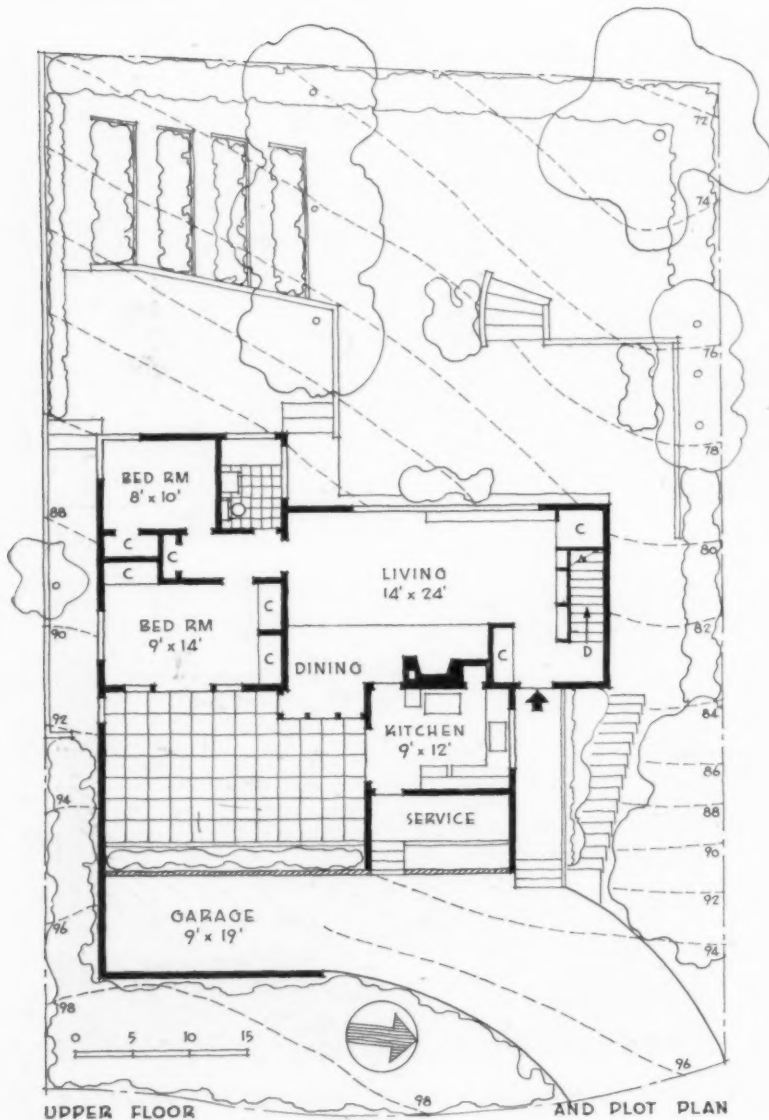 72
74
76
78
BED RM
8' x 10'
88
C
C
C
C
80
LIVING
14' x 24'
82
90
BED RM
9' x 14'
C
C
C
D
DINING
84
92
KITCHEN
9' x 12'
86
94
88
SERVICE
90
92
GARAGE
9' x 19'
96
94
98
0 5 10 15
96
98
UPPER FLOOR AND PLOT PLAN